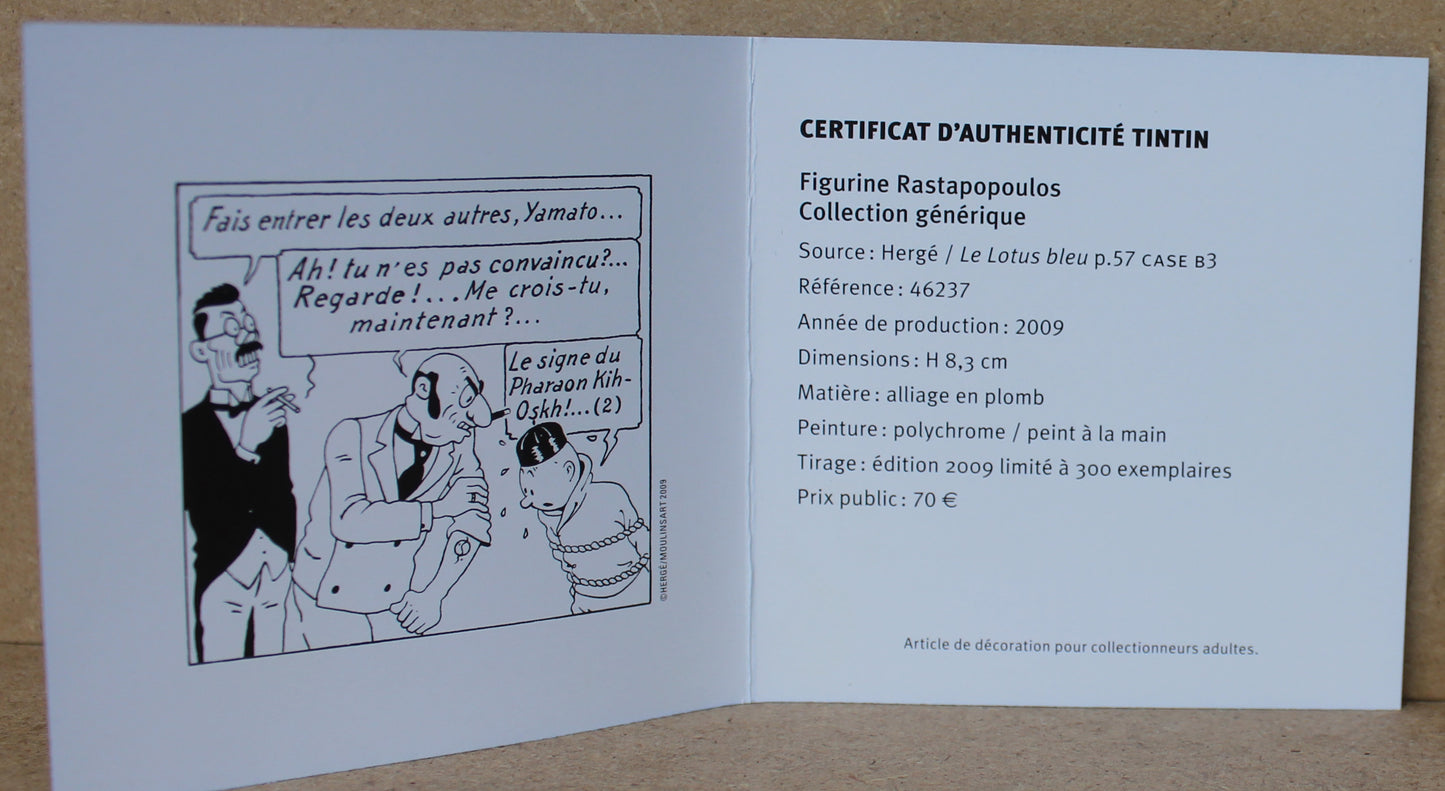 Fais entrer les deux autres, Yamato...
Ah! tu n'es pas convaincu?...
Regarde!...Me crois-tu,
maintenant?...
Le signe du
Pharaon Kih-
Oskh!...(2)
©HERGÉ/MOULINSART 2009
CERTIFICAT D'AUTHENTICITÉ TINTIN
Figurine Rastapopoulos
Collection générique
Source : Hergé / Le Lotus bleu p.57 CASE B3
Référence : 46237
Année de production : 2009
Dimensions : H 8,3 cm
Matière : alliage en plomb
Peinture : polychrome / peint à la main
Tirage : édition 2009 limité à 300 exemplaires
Prix public : 70 €
Article de décoration pour collectionneurs adultes.